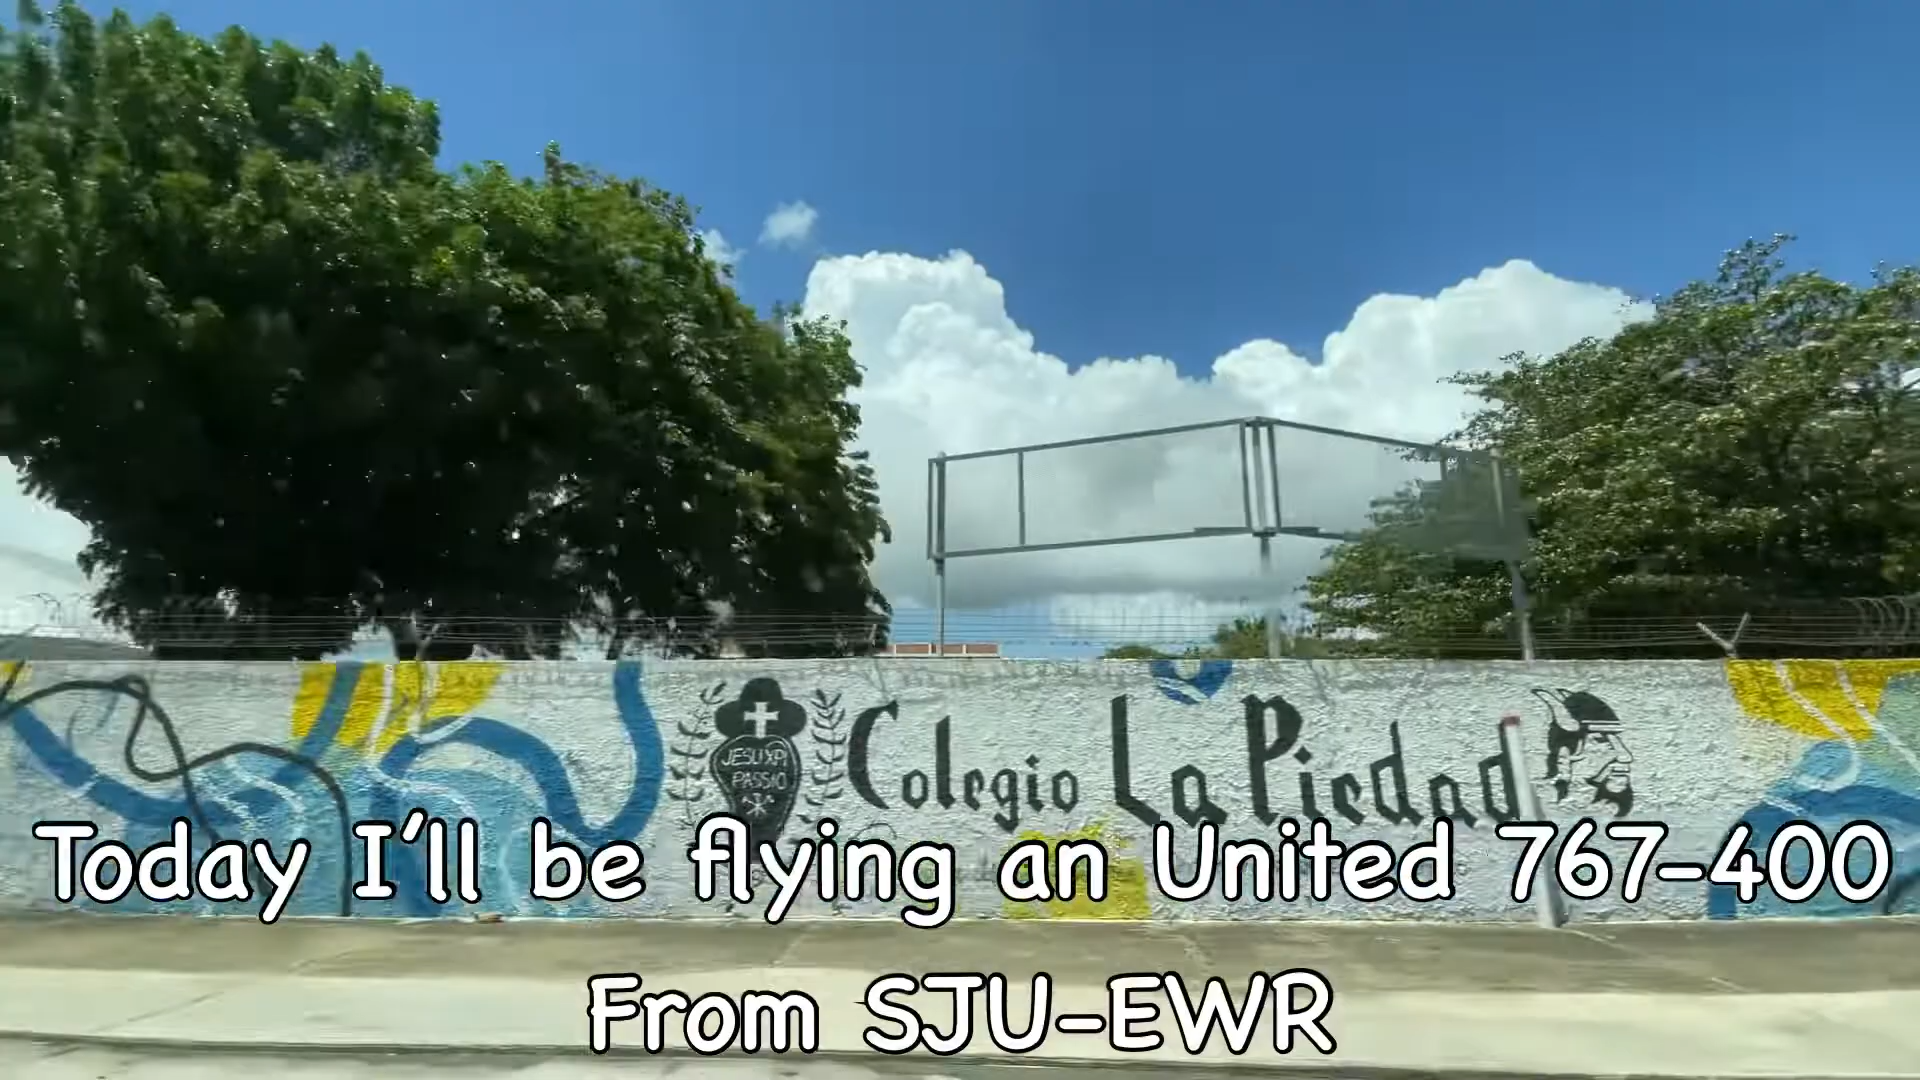 JESU XPI
PASSIO
Colegio La Piedad
Today I'll be flying an United 767-400
From SJU-EWR